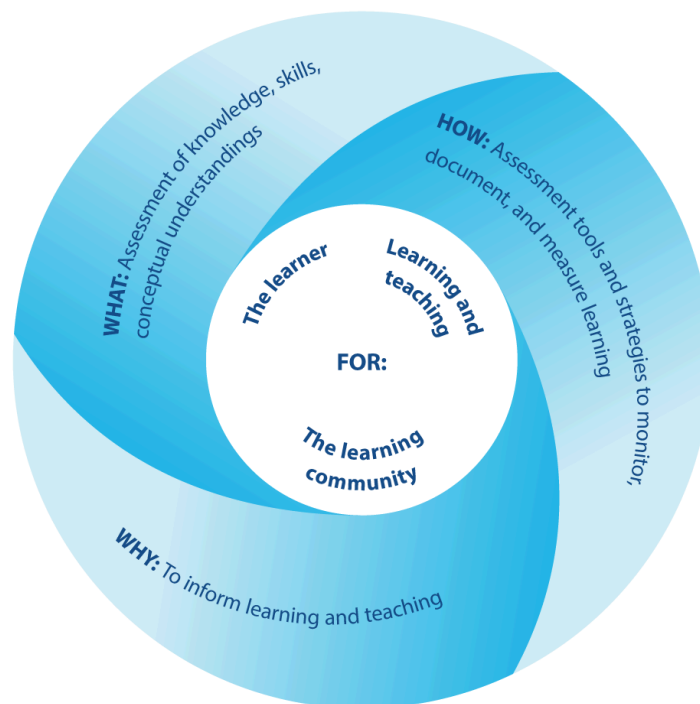 WHAT: Assessment of knowledge, skills,
conceptual understandings
HOW: Assessment tools and strategies to monitor,
document, and measure learning
The learner
Learning and
teaching
FOR:
The learning
community
WHY: To inform learning and teaching